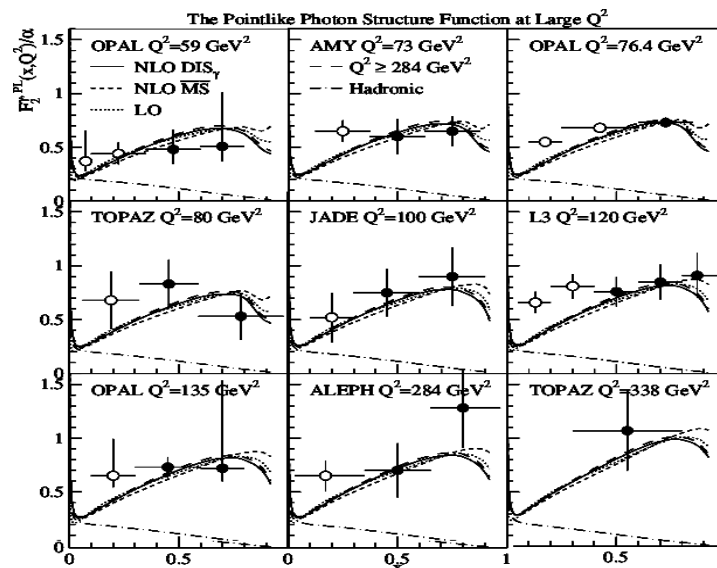 The Pointlike Photon Structure Function at Large Q²
F₂^γ,PL(x,Q²)/α
1.5
1
0.5
0
OPAL Q²=59 GeV²
NLO DIS_γ
NLO M̅S̅
LO
AMY Q²=73 GeV²
Q² ≥ 284 GeV²
Hadronic
OPAL Q²=76.4 GeV²
1.5
1
0.5
0
TOPAZ Q²=80 GeV²
JADE Q²=100 GeV²
L3 Q²=120 GeV²
1.5
1
0.5
0
OPAL Q²=135 GeV²
ALEPH Q²=284 GeV²
TOPAZ Q²=338 GeV²
0 0.5 0 0.5 1 0.5